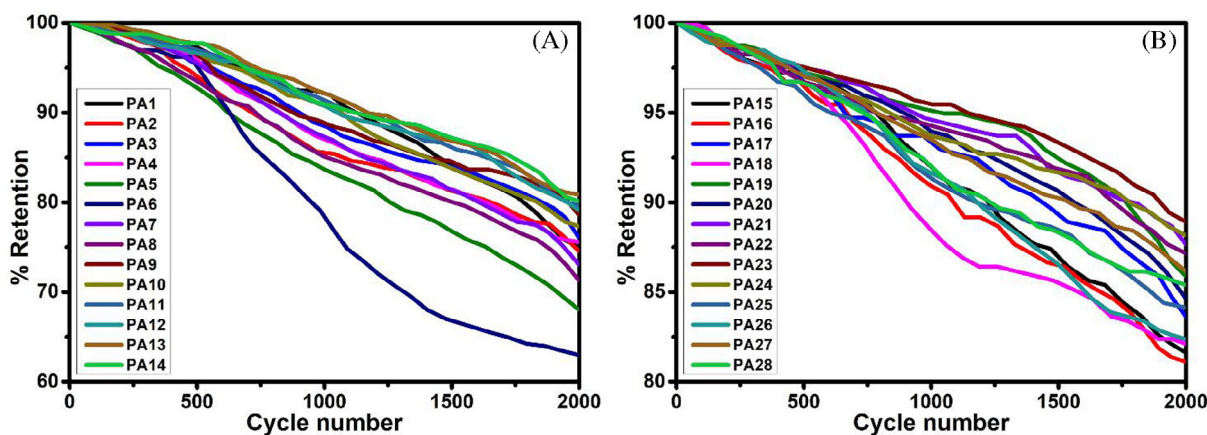 (A)
% Retention
100
90
80
70
60
PA1
PA2
PA3
PA4
PA5
PA6
PA7
PA8
PA9
PA10
PA11
PA12
PA13
PA14
0 500 1000 1500 2000
Cycle number
(B)
% Retention
100
95
90
85
80
PA15
PA16
PA17
PA18
PA19
PA20
PA21
PA22
PA23
PA24
PA25
PA26
PA27
PA28
0 500 1000 1500 2000
Cycle number